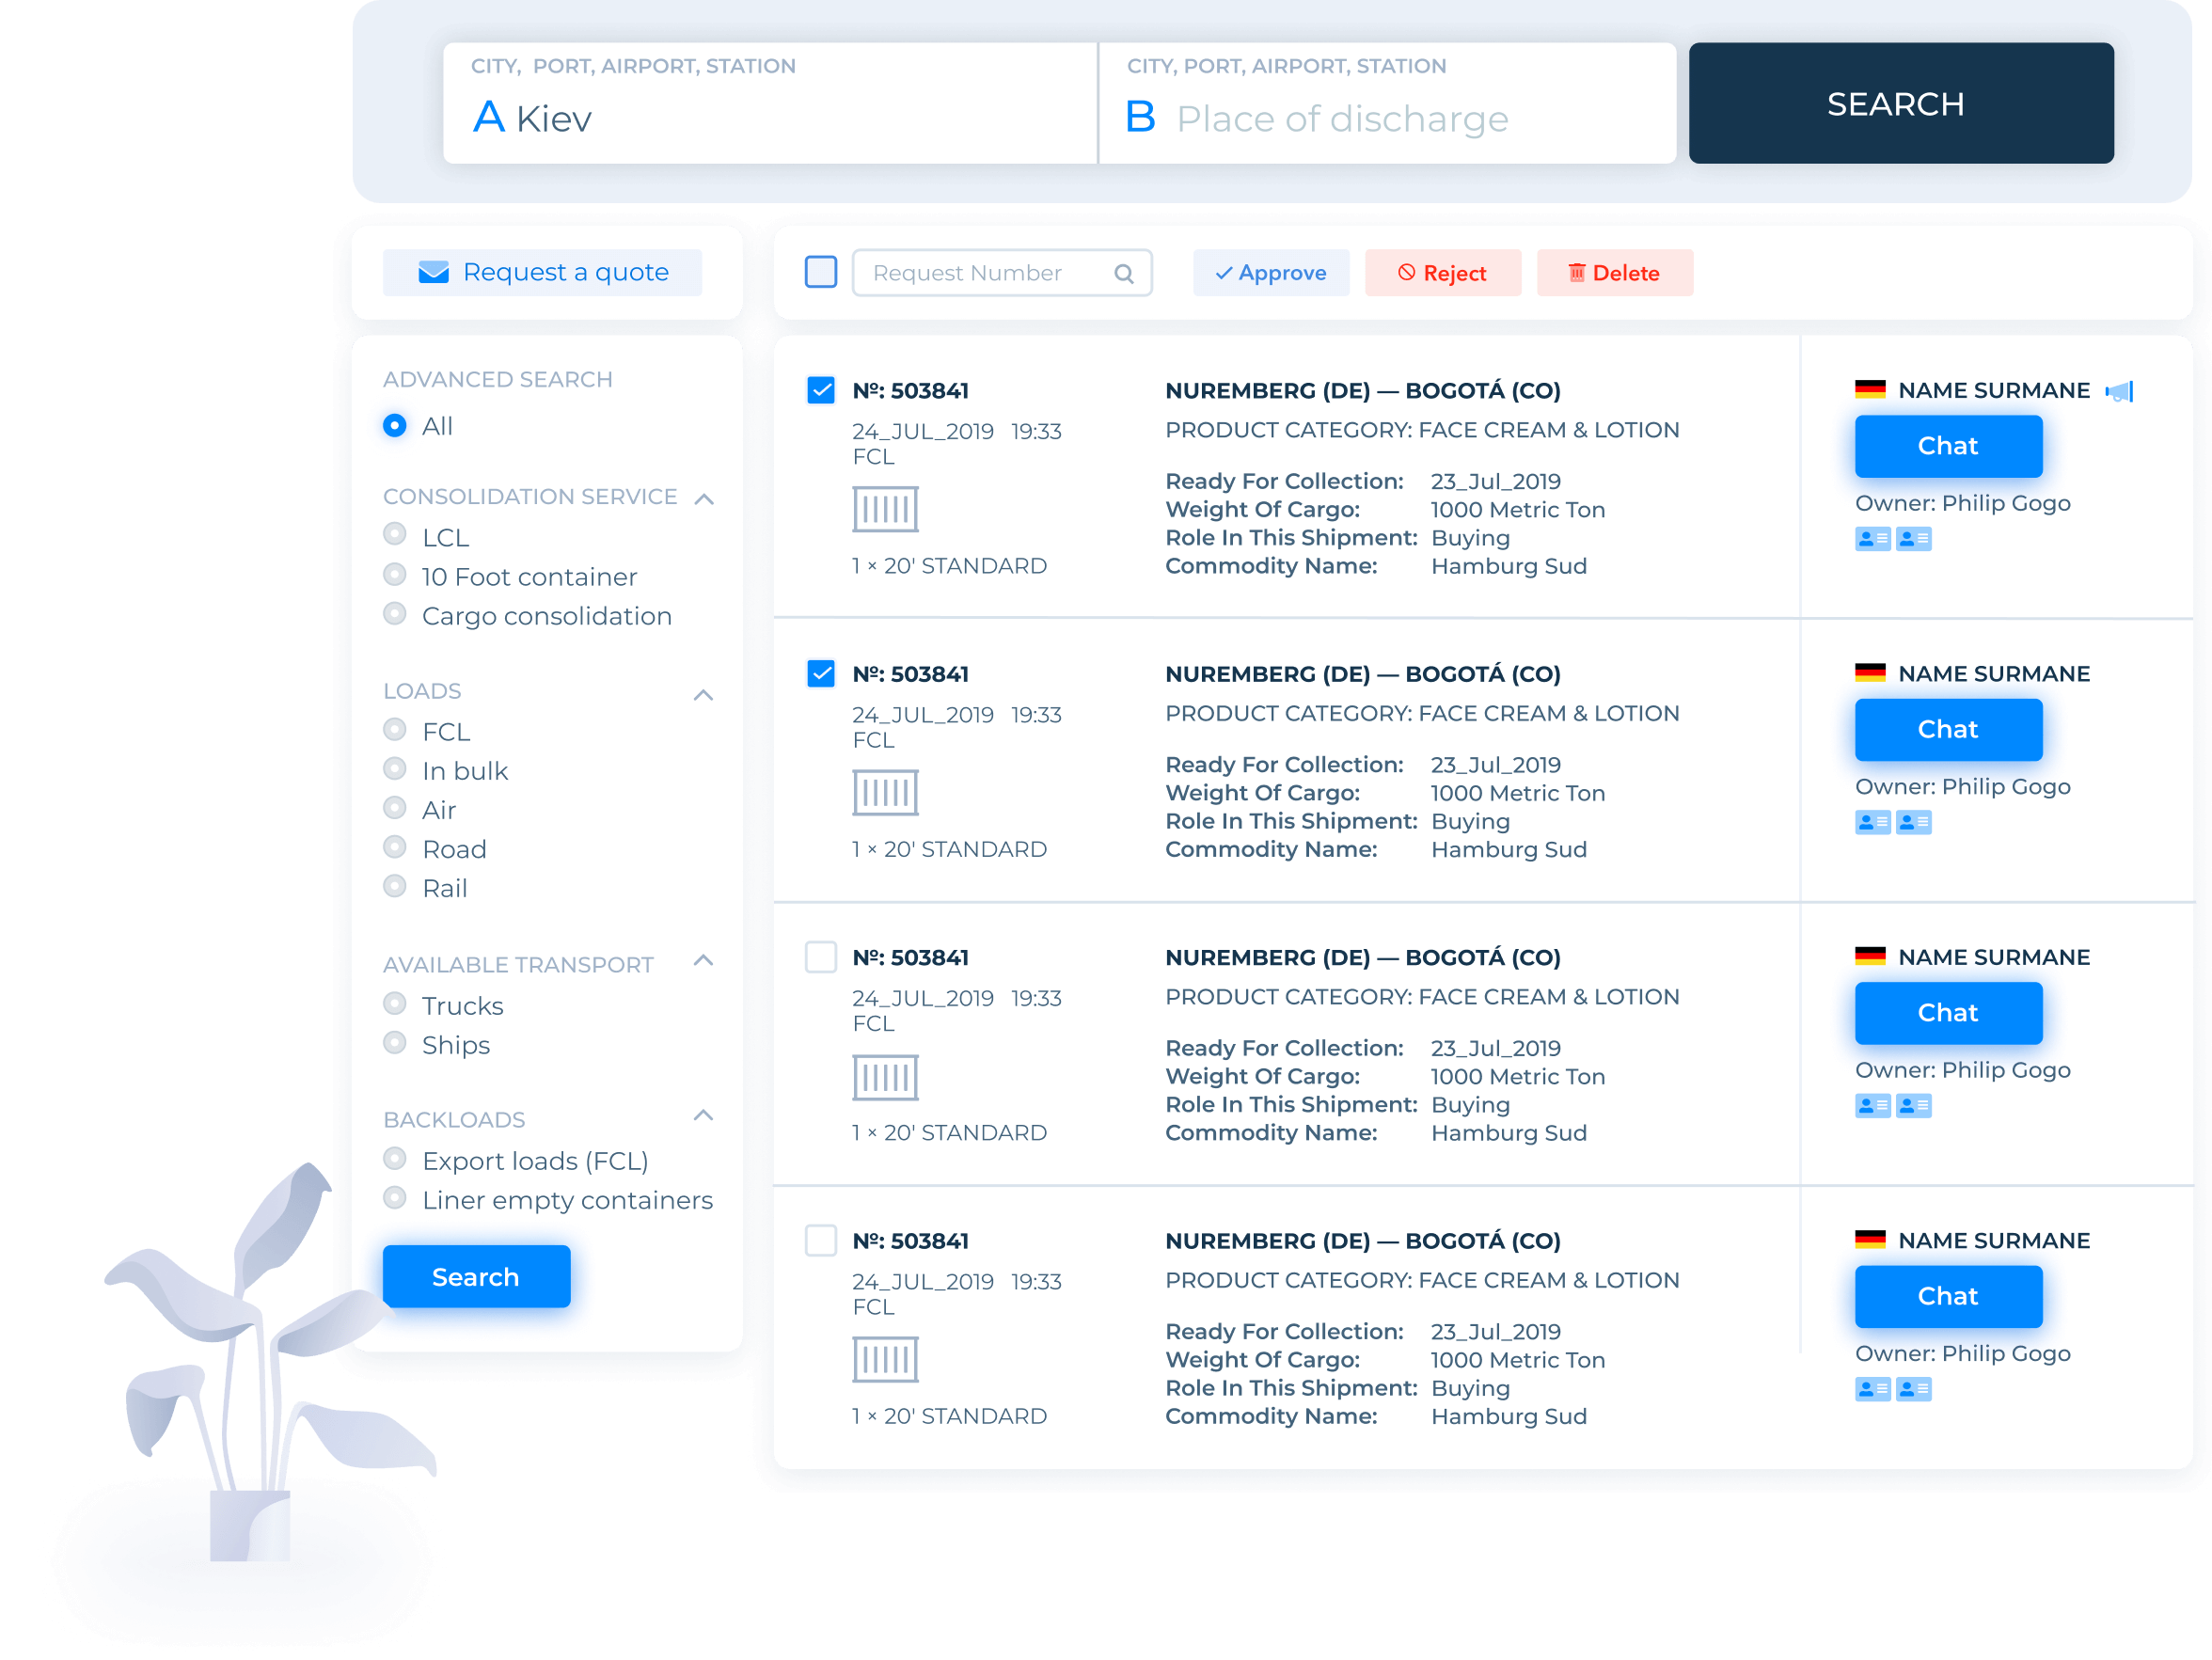 CITY, PORT, AIRPORT, STATION
A Kiev
CITY, PORT, AIRPORT, STATION
B Place of discharge
SEARCH
Request a quote
Request Number
Approve
Reject
Delete
ADVANCED SEARCH
All
CONSOLIDATION SERVICE
LCL
10 Foot container
Cargo consolidation
LOADS
FCL
In bulk
Air
Road
Rail
AVAILABLE TRANSPORT
Trucks
Ships
BACKLOADS
Export loads (FCL)
Liner empty containers
Search
№: 503841
24_JUL_2019 19:33
FCL
1 × 20' STANDARD
NUREMBERG (DE) — BOGOTÁ (CO)
PRODUCT CATEGORY: FACE CREAM & LOTION
Ready For Collection: 23_Jul_2019
Weight Of Cargo: 1000 Metric Ton
Role In This Shipment: Buying
Commodity Name: Hamburg Sud
NAME SURMANE
Chat
Owner: Philip Gogo
№: 503841
24_JUL_2019 19:33
FCL
1 × 20' STANDARD
NUREMBERG (DE) — BOGOTÁ (CO)
PRODUCT CATEGORY: FACE CREAM & LOTION
Ready For Collection: 23_Jul_2019
Weight Of Cargo: 1000 Metric Ton
Role In This Shipment: Buying
Commodity Name: Hamburg Sud
NAME SURMANE
Chat
Owner: Philip Gogo
№: 503841
24_JUL_2019 19:33
FCL
1 × 20' STANDARD
NUREMBERG (DE) — BOGOTÁ (CO)
PRODUCT CATEGORY: FACE CREAM & LOTION
Ready For Collection: 23_Jul_2019
Weight Of Cargo: 1000 Metric Ton
Role In This Shipment: Buying
Commodity Name: Hamburg Sud
NAME SURMANE
Chat
Owner: Philip Gogo
№: 503841
24_JUL_2019 19:33
FCL
1 × 20' STANDARD
NUREMBERG (DE) — BOGOTÁ (CO)
PRODUCT CATEGORY: FACE CREAM & LOTION
Ready For Collection: 23_Jul_2019
Weight Of Cargo: 1000 Metric Ton
Role In This Shipment: Buying
Commodity Name: Hamburg Sud
NAME SURMANE
Chat
Owner: Philip Gogo